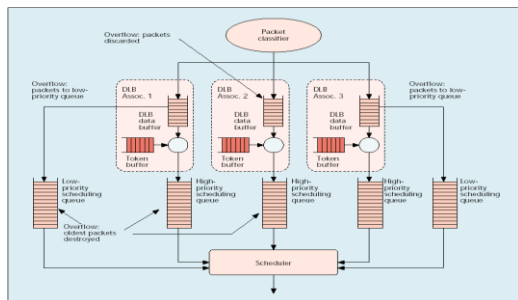 Overflow: packets
discarded
Packet
classifier
Overflow:
packets to low-
priority queue
Overflow:
packets to low-
priority queue
DLB
Assoc. 1
DLB
Assoc. 2
DLB
Assoc. 3
DLB
data
buffer
DLB
data
buffer
DLB
data
buffer
Token
buffer
Token
buffer
Token
buffer
Low-
priority
scheduling
queue
High-
priority
scheduling
queue
High-
priority
scheduling
queue
High-
priority
scheduling
queue
Low-
priority
scheduling
queue
Overflow:
oldest packets
destroyed
Scheduler